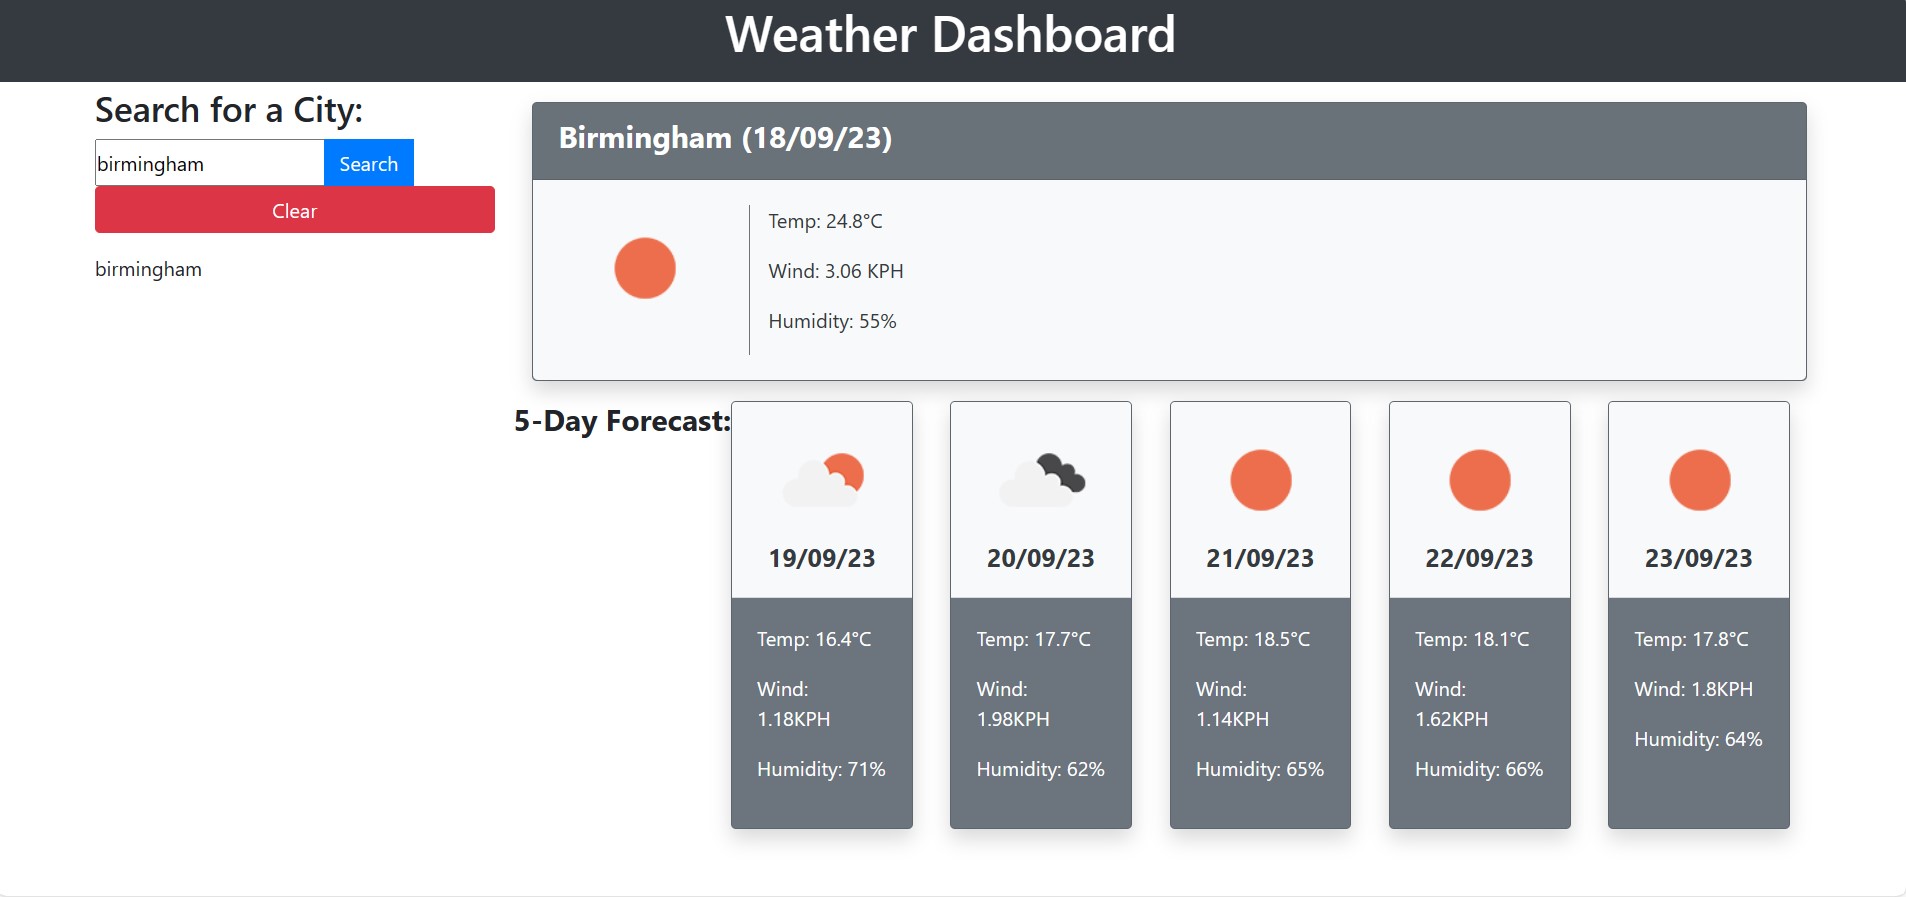 Weather Dashboard
Search for a City:
birmingham
Search
Clear
birmingham
Birmingham (18/09/23)
Temp: 24.8°C
Wind: 3.06 KPH
Humidity: 55%
5-Day Forecast:
19/09/23
Temp: 16.4°C
Wind:
1.18KPH
Humidity: 71%
20/09/23
Temp: 17.7°C
Wind:
1.98KPH
Humidity: 62%
21/09/23
Temp: 18.5°C
Wind:
1.14KPH
Humidity: 65%
22/09/23
Temp: 18.1°C
Wind:
1.62KPH
Humidity: 66%
23/09/23
Temp: 17.8°C
Wind: 1.8KPH
Humidity: 64%